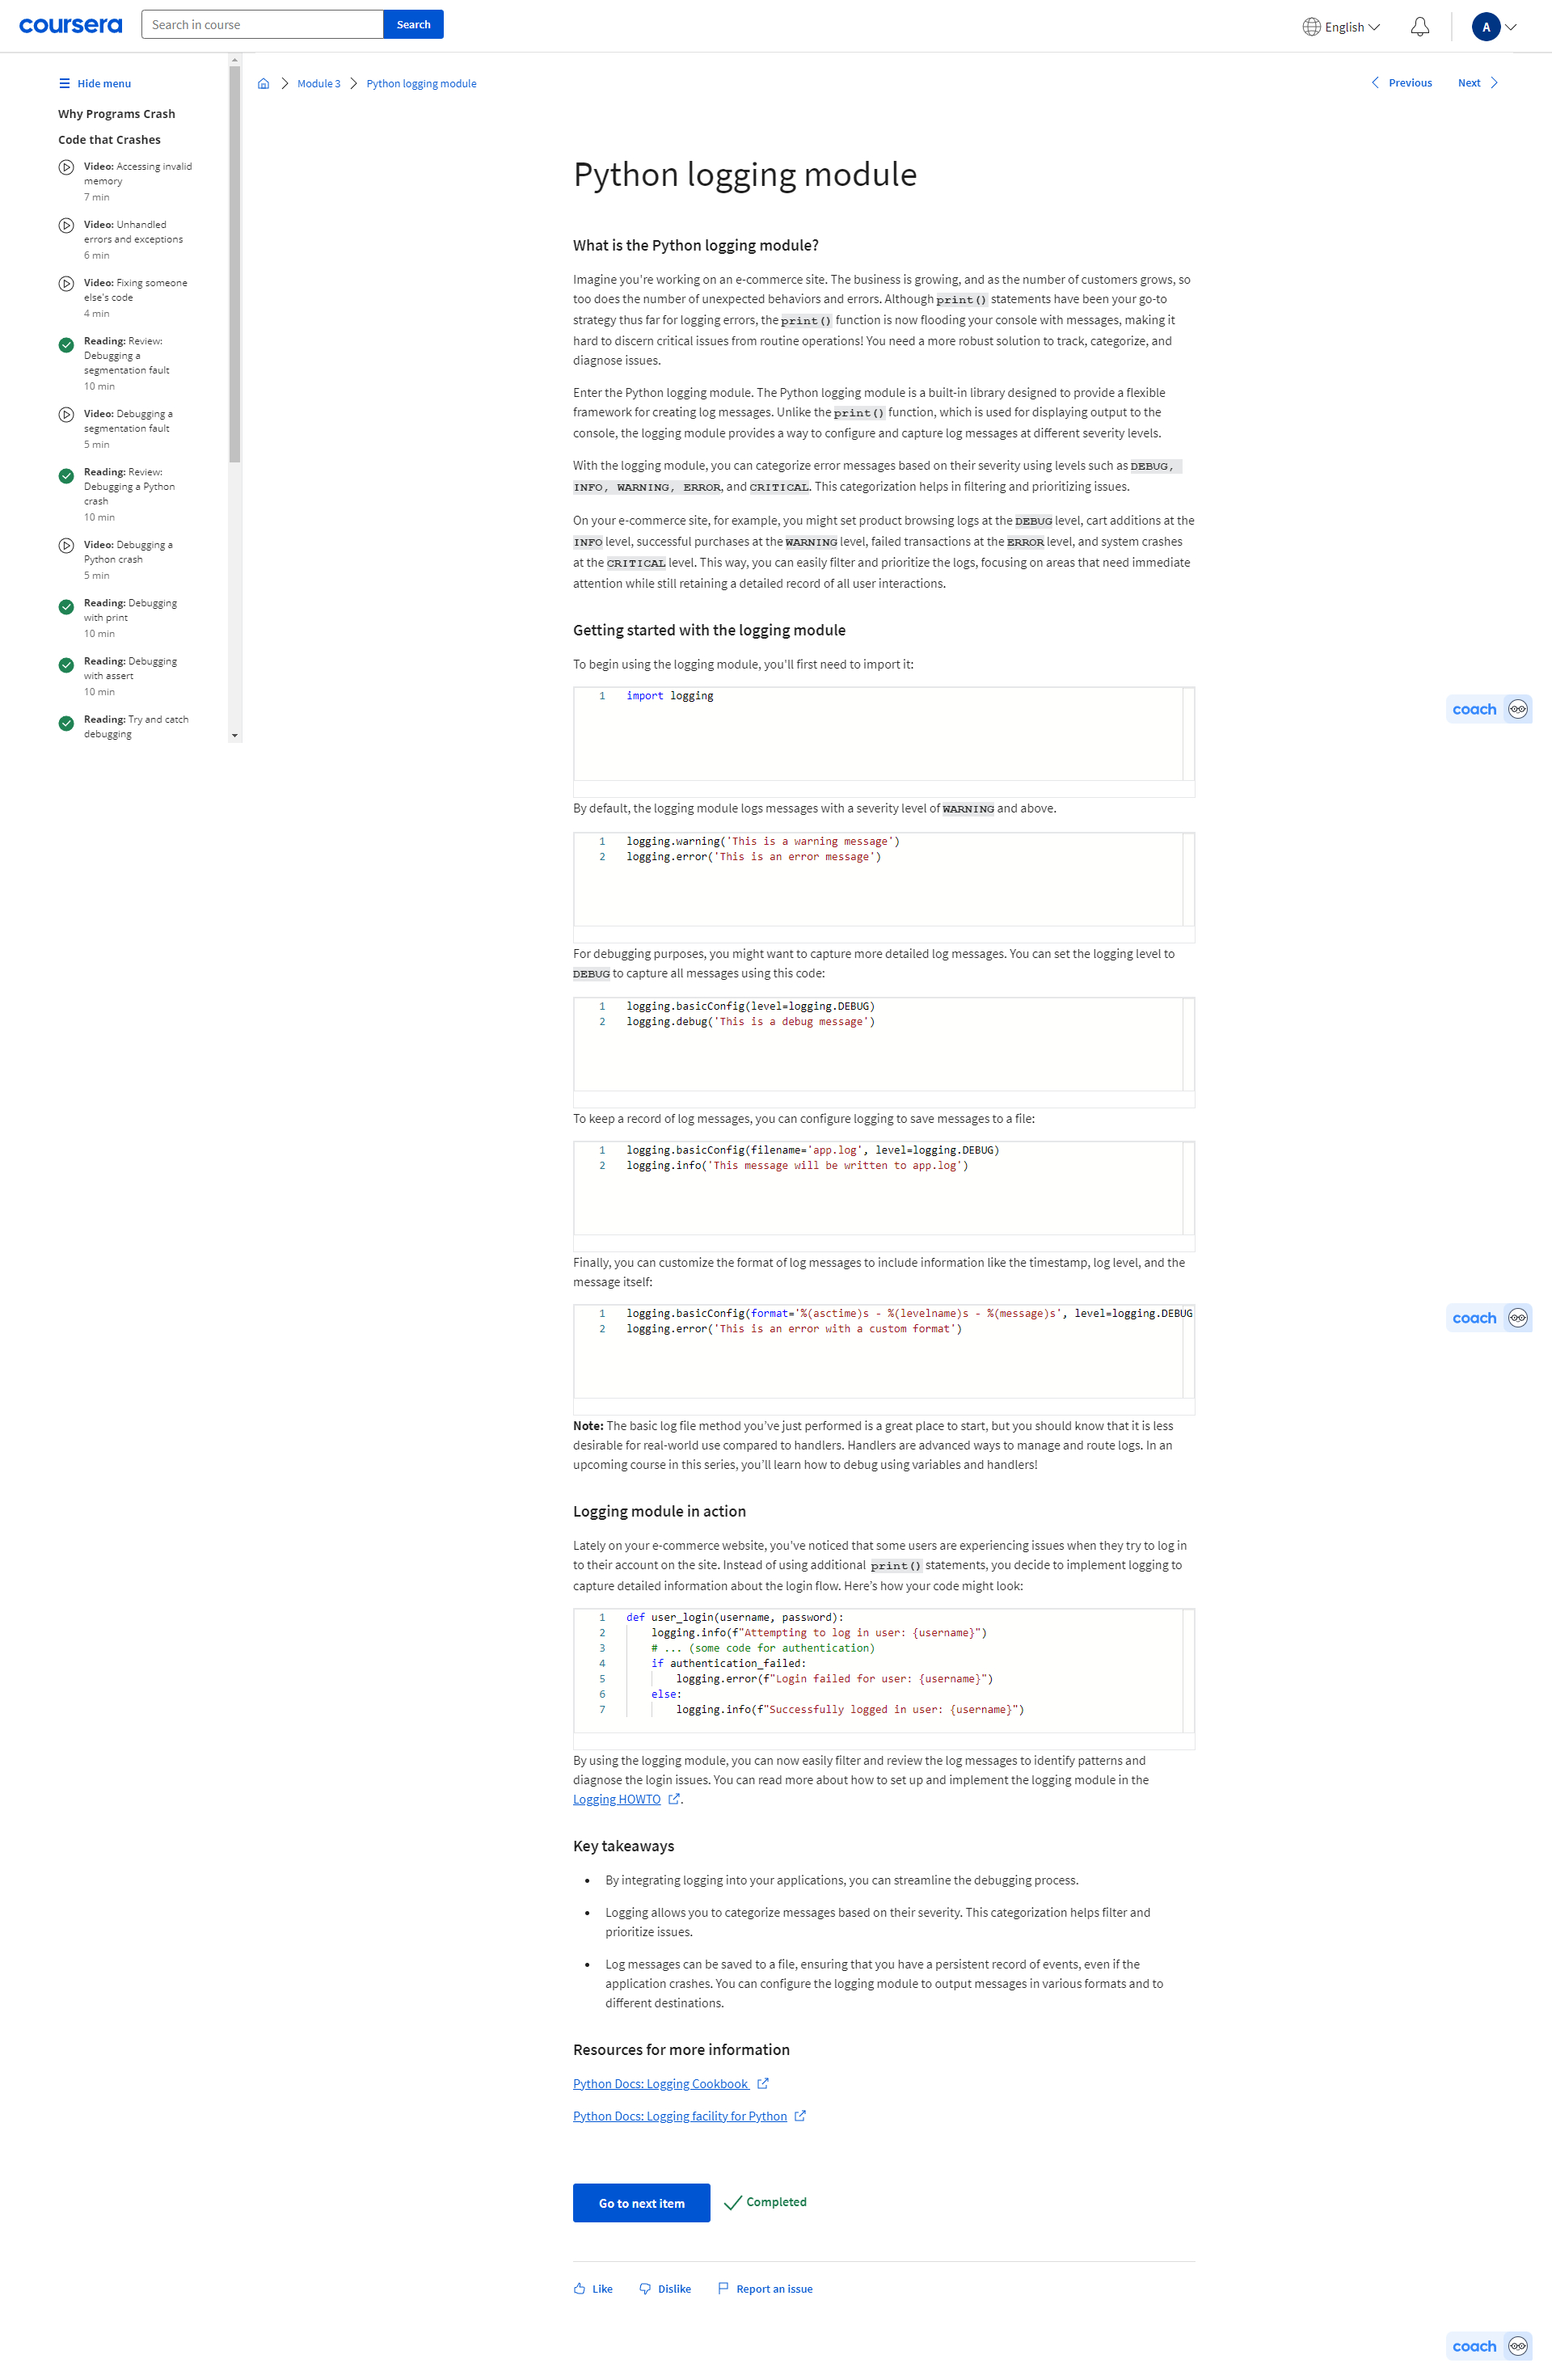 coursera
Search in course
Search
English
A
Hide menu
Why Programs Crash
Code that Crashes
Video: Accessing invalid
memory
7 min
Video: Unhandled
errors and exceptions
6 min
Video: Fixing someone
else's code
4 min
Reading: Review:
Debugging a
segmentation fault
10 min
Video: Debugging a
segmentation fault
5 min
Reading: Review:
Debugging a Python
crash
10 min
Video: Debugging a
Python crash
5 min
Reading: Debugging
with print
10 min
Reading: Debugging
with assert
10 min
Reading: Try and catch
debugging
Module 3
Python logging module
Previous
Next
Python logging module
What is the Python logging module?
Imagine you're working on an e-commerce site. The business is growing, and as the number of customers grows, so
too does the number of unexpected behaviors and errors. Although print() statements have been your go-to
strategy thus far for logging errors, the print() function is now flooding your console with messages, making it
hard to discern critical issues from routine operations! You need a more robust solution to track, categorize, and
diagnose issues.
Enter the Python logging module. The Python logging module is a built-in library designed to provide a flexible
framework for creating log messages. Unlike the print() function, which is used for displaying output to the
console, the logging module provides a way to configure and capture log messages at different severity levels.
With the logging module, you can categorize error messages based on their severity using levels such as DEBUG,
INFO, WARNING, ERROR, and CRITICAL. This categorization helps in filtering and prioritizing issues.
On your e-commerce site, for example, you might set product browsing logs at the DEBUG level, cart additions at the
INFO level, successful purchases at the WARNING level, failed transactions at the ERROR level, and system crashes
at the CRITICAL level. This way, you can easily filter and prioritize the logs, focusing on areas that need immediate
attention while still retaining a detailed record of all user interactions.
Getting started with the logging module
To begin using the logging module, you'll first need to import it:
1 import logging
coach
By default, the logging module logs messages with a severity level of WARNING and above.
1 logging.warning('This is a warning message')
2 logging.error('This is an error message')
For debugging purposes, you might want to capture more detailed log messages. You can set the logging level to
DEBUG to capture all messages using this code:
1 logging.basicConfig(level=logging.DEBUG)
2 logging.debug('This is a debug message')
To keep a record of log messages, you can configure logging to save messages to a file:
1 logging.basicConfig(filename='app.log', level=logging.DEBUG)
2 logging.info('This message will be written to app.log')
Finally, you can customize the format of log messages to include information like the timestamp, log level, and the
message itself:
1 logging.basicConfig(format='%(asctime)s - %(levelname)s - %(message)s', level=logging.DEBUG
2 logging.error('This is an error with a custom format')
coach
Note: The basic log file method you've just performed is a great place to start, but you should know that it is less
desirable for real-world use compared to handlers. Handlers are advanced ways to manage and route logs. In an
upcoming course in this series, you'll learn how to debug using variables and handlers!
Logging module in action
Lately on your e-commerce website, you've noticed that some users are experiencing issues when they try to log in
to their account on the site. Instead of using additional print() statements, you decide to implement logging to
capture detailed information about the login flow. Here's how your code might look:
1 def user_login(username, password):
2     logging.info(f"Attempting to log in user: {username}")
3     # ... (some code for authentication)
4     if authentication_failed:
5         logging.error(f"Login failed for user: {username}")
6     else:
7         logging.info(f"Successfully logged in user: {username}")
By using the logging module, you can now easily filter and review the log messages to identify patterns and
diagnose the login issues. You can read more about how to set up and implement the logging module in the
Logging HOWTO .
Key takeaways
• By integrating logging into your applications, you can streamline the debugging process.
• Logging allows you to categorize messages based on their severity. This categorization helps filter and
prioritize issues.
• Log messages can be saved to a file, ensuring that you have a persistent record of events, even if the
application crashes. You can configure the logging module to output messages in various formats and to
different destinations.
Resources for more information
Python Docs: Logging Cookbook
Python Docs: Logging facility for Python
Go to next item
Completed
Like
Dislike
Report an issue
coach